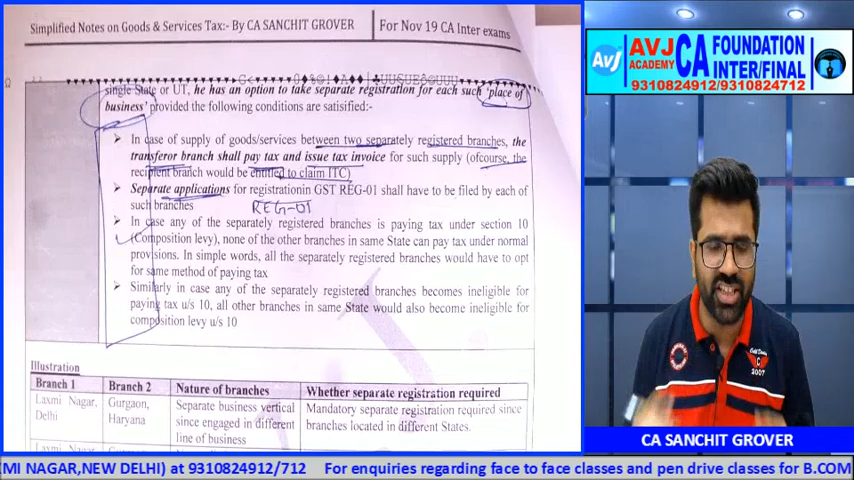 Simplified Notes on Goods & Services Tax:- By CA SANCHIT GROVER
For Nov 19 CA Inter exams
single State or UT, he has an option to take separate registration for each such 'place of
business' provided the following conditions are satisified:-
➤ In case of supply of goods/services between two separately registered branches, the
transferor branch shall pay tax and issue tax invoice for such supply (ofcourse, the
recipient branch would be entitled to claim ITC)
➤ Separate applications for registrationin GST REG-01 shall have to be filed by each of
such branches
REG-01
➤ In case any of the separately registered branches is paying tax under section 10
(Composition levy), none of the other branches in same State can pay tax under normal
provisions. In simple words, all the separately registered branches would have to opt
for same method of paying tax
➤ Similarly in case any of the separately registered branches becomes ineligible for
paying tax u/s 10, all other branches in same State would also become ineligible for
composition levy u/s 10
Illustration
Branch 1 Branch 2 Nature of branches Whether separate registration required
Laxmi Nagar, Gurgaon, Separate business vertical Mandatory separate registration required since
Delhi Haryana since engaged in different branches located in different States.
line of business
AVJ
AVJ
ACADEMY
CA
FOUNDATION
INTER/FINAL
9310824912/9310824712
2007
CA SANCHIT GROVER
(MI NAGAR,NEW DELHI) at 9310824912/712 For enquiries regarding face to face classes and pen drive classes for B.COM